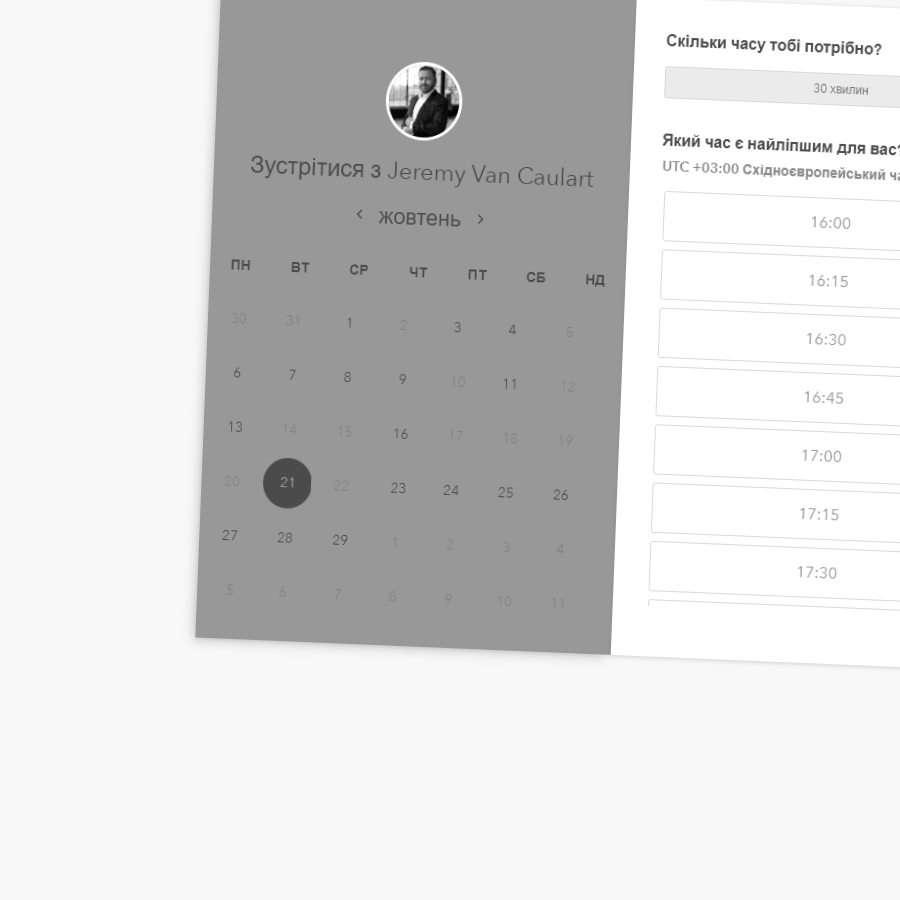 Зустрітися з Jeremy Van Caulart
‹ жовтень ›
ПН ВТ СР ЧТ ПТ СБ НД
30 31 1 2 3 4 5
6 7 8 9 10 11 12
13 14 15 16 17 18 19
20 21 22 23 24 25 26
27 28 29 1 2 3 4
5 6 7 8 9 10 11
Скільки часу тобі потрібно?
30 хвилин
Який час є найліпшим для вас?
UTC +03:00 Східноєвропейський ча
16:00
16:15
16:30
16:45
17:00
17:15
17:30